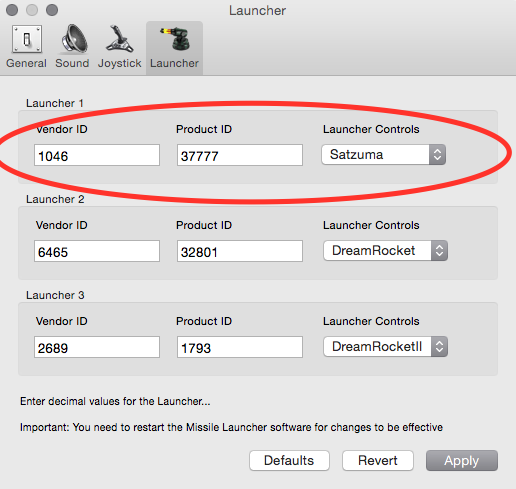 Launcher
General Sound Joystick Launcher
Launcher 1
Vendor ID Product ID Launcher Controls
1046 37777 Satzuma
Launcher 2
Vendor ID Product ID Launcher Controls
6465 32801 DreamRocket
Launcher 3
Vendor ID Product ID Launcher Controls
2689 1793 DreamRocketII
Enter decimal values for the Launcher...
Important: You need to restart the Missile Launcher software for changes to be effective
Defaults Revert Apply